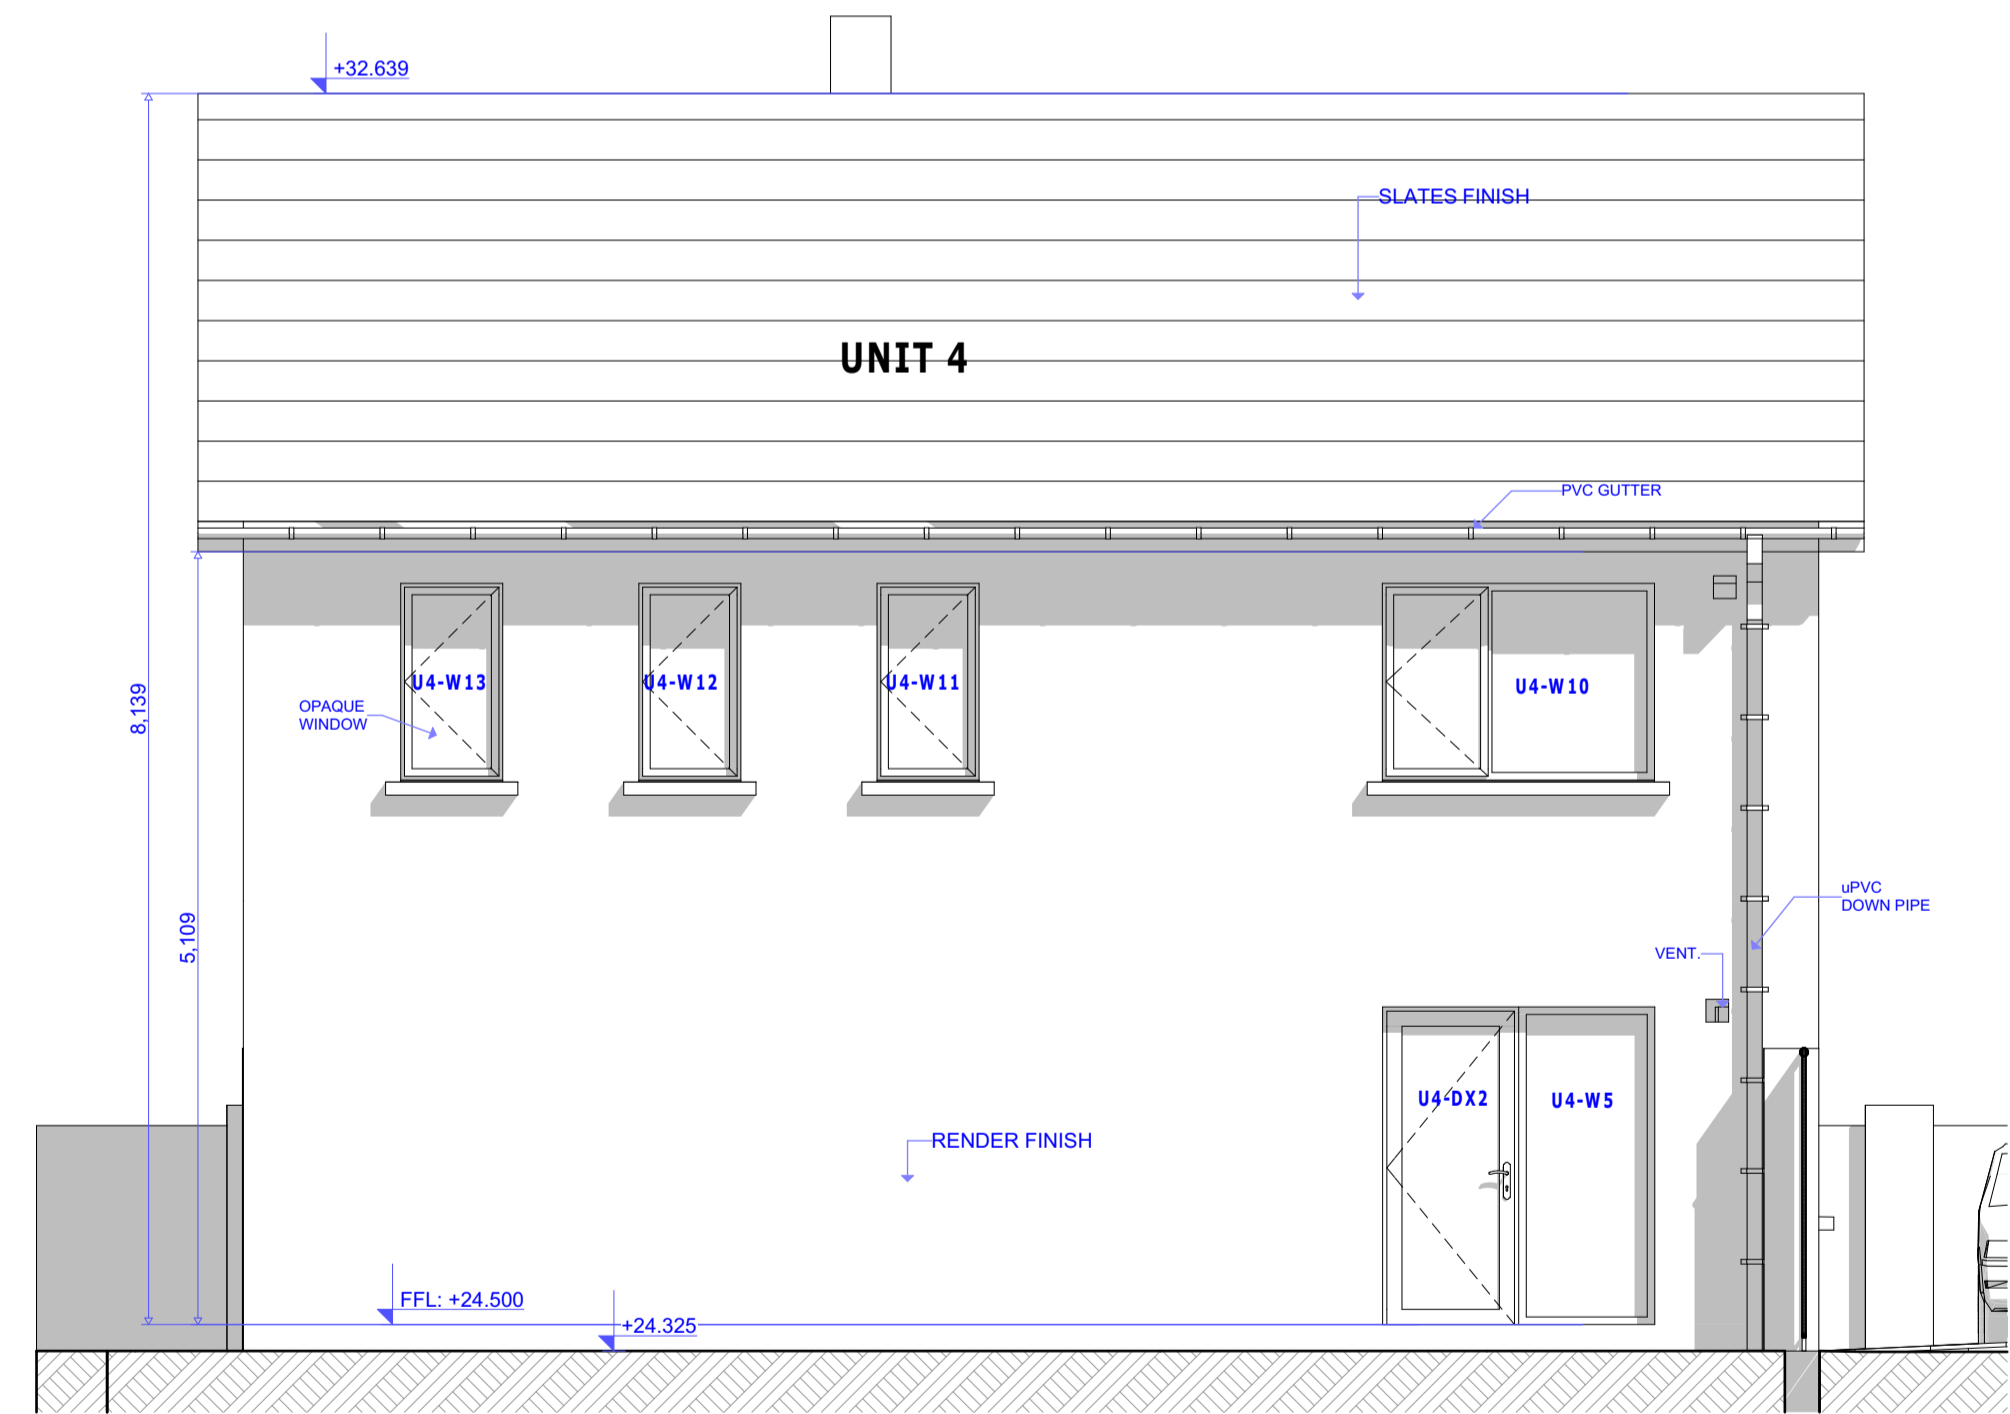 +32.639
SLATES FINISH
UNIT 4
PVC GUTTER
U4-W13
U4-W12
U4-W11
U4-W10
OPAQUE
WINDOW
8,139
5,109
uPVC
DOWN PIPE
VENT.
U4-DX2
U4-W5
RENDER FINISH
FFL: +24.500
+24.325